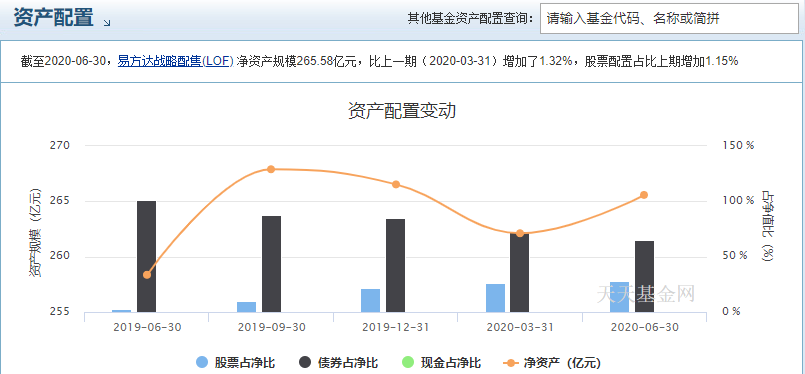 资产配置
其他基金资产配置查询：
请输入基金代码、名称或简拼
截至2020-06-30，易方达战略配售(LOF) 净资产规模265.58亿元，比上一期（2020-03-31）增加了1.32%，股票配置占比上期增加1.15%
资产配置变动
270
265
260
255
资产规模（亿元）
150 %
100 %
50 %
0 %
占净值比（%）
2019-06-30
2019-09-30
2019-12-31
2020-03-31
2020-06-30
天天基金网
股票占净比
债券占净比
现金占净比
净资产（亿元）